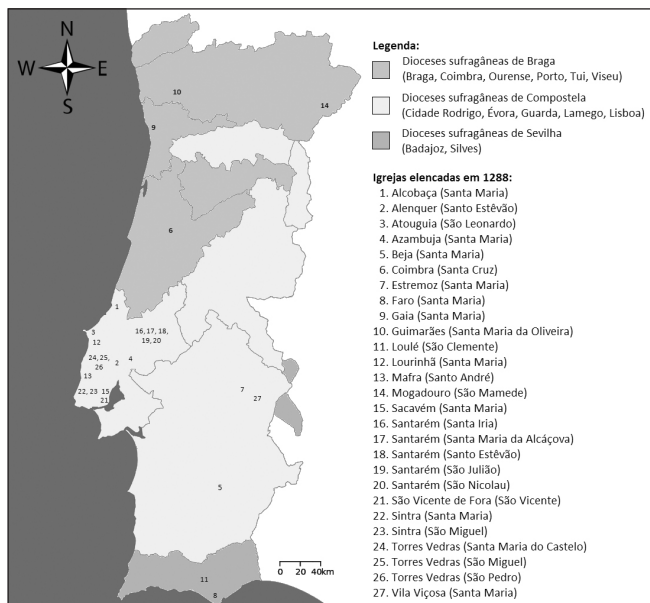 N
W E
S
10
14
9
6
1
3
12
16, 17, 18,
19, 20
24, 25,
26
2
4
13
22, 23
15
21
7
27
5
11
8
0 20 40km
Legenda:
Dioceses sufragâneas de Braga
(Braga, Coimbra, Ourense, Porto, Tui, Viseu)
Dioceses sufragâneas de Compostela
(Cidade Rodrigo, Évora, Guarda, Lamego, Lisboa)
Dioceses sufragâneas de Sevilha
(Badajoz, Silves)
Igrejas elencadas em 1288:
1. Alcobaça (Santa Maria)
2. Alenquer (Santo Estêvão)
3. Atouguia (São Leonardo)
4. Azambuja (Santa Maria)
5. Beja (Santa Maria)
6. Coimbra (Santa Cruz)
7. Estremoz (Santa Maria)
8. Faro (Santa Maria)
9. Gaia (Santa Maria)
10. Guimarães (Santa Maria da Oliveira)
11. Loulé (São Clemente)
12. Lourinhã (Santa Maria)
13. Mafra (Santo André)
14. Mogadouro (São Mamede)
15. Sacavém (Santa Maria)
16. Santarém (Santa Iria)
17. Santarém (Santa Maria da Alcáçova)
18. Santarém (Santo Estêvão)
19. Santarém (São Julião)
20. Santarém (São Nicolau)
21. São Vicente de Fora (São Vicente)
22. Sintra (Santa Maria)
23. Sintra (São Miguel)
24. Torres Vedras (Santa Maria do Castelo)
25. Torres Vedras (São Miguel)
26. Torres Vedras (São Pedro)
27. Vila Viçosa (Santa Maria)